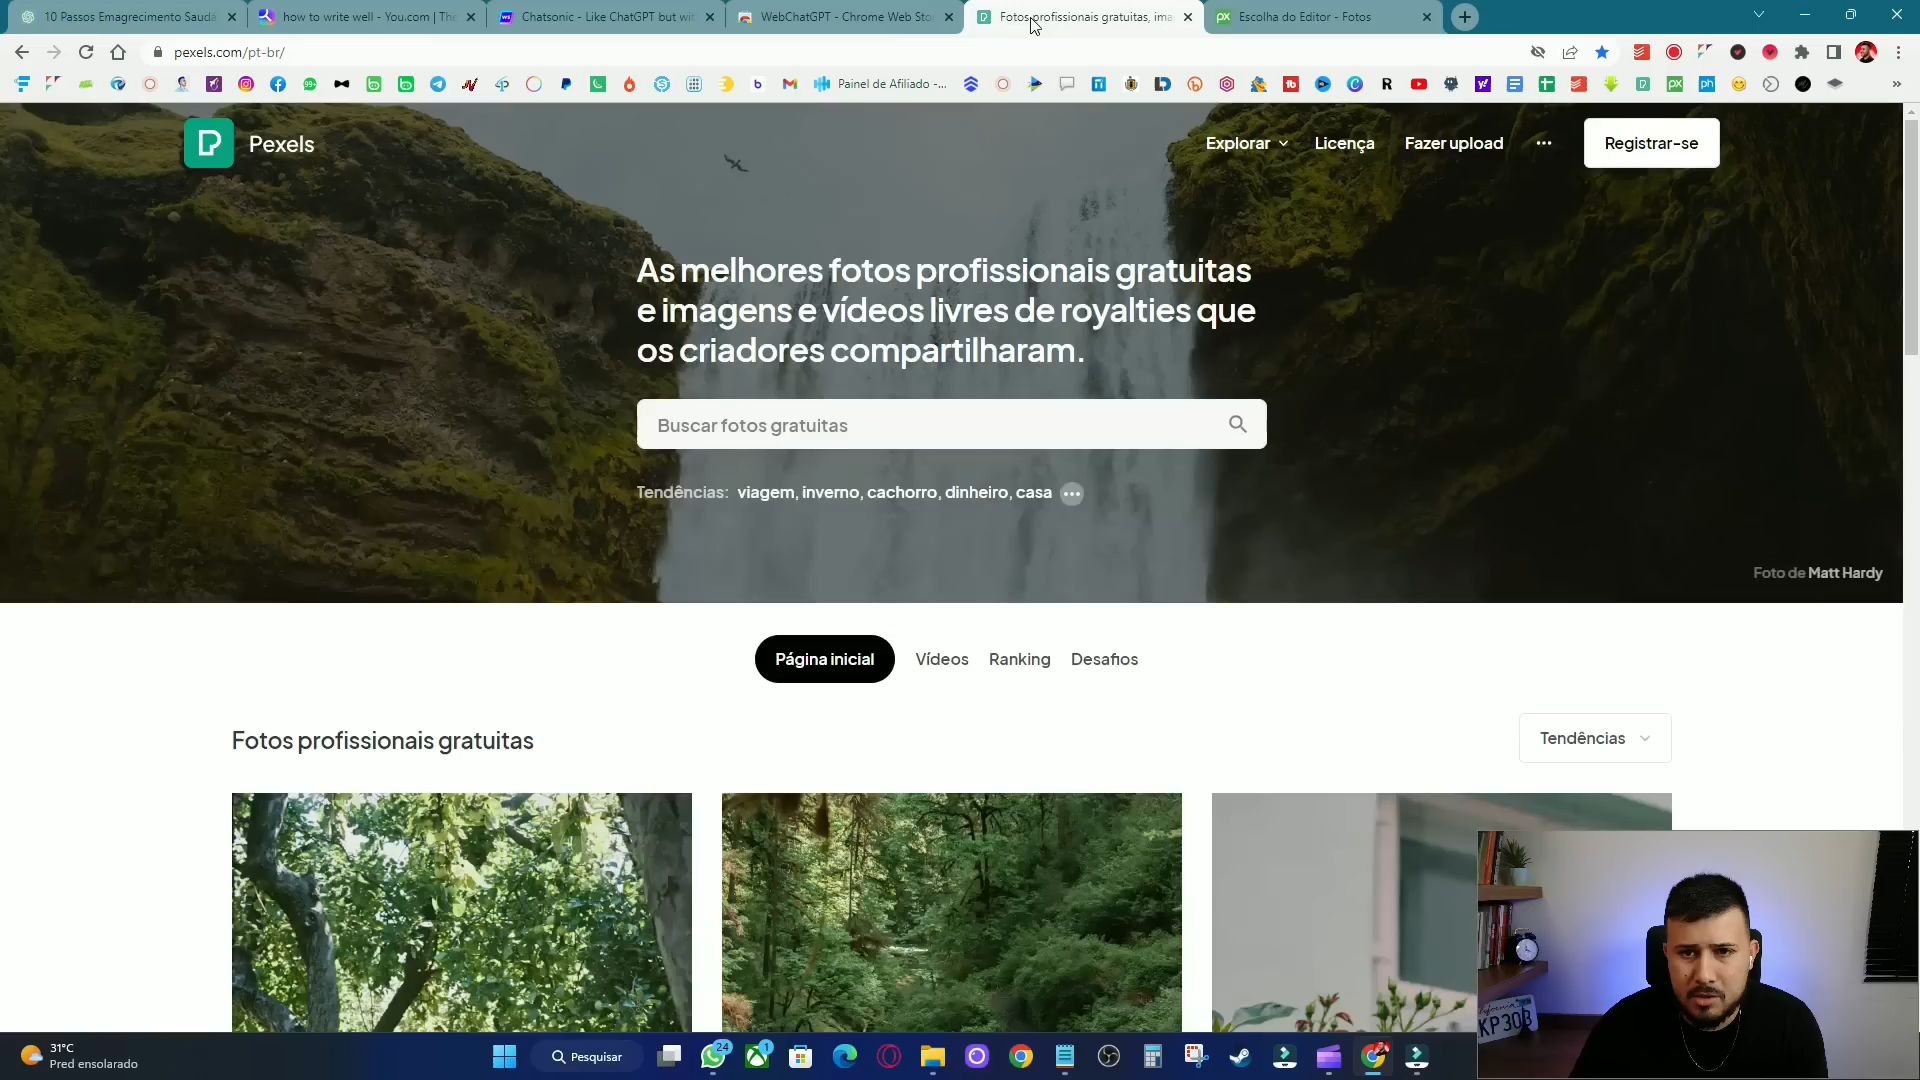 10 Passos Emagrecimento Saudá
how to write well - You.com | The
Chatsonic - Like ChatGPT but wit
WebChatGPT - Chrome Web Sto
Fotos profissionais gratuitas, ima
Escolha do Editor - Fotos
pexels.com/pt-br/
Painel de Afiliado -...
Pexels
Explorar
Licença
Fazer upload
Registrar-se
As melhores fotos profissionais gratuitas
e imagens e vídeos livres de royalties que
os criadores compartilharam.
Buscar fotos gratuitas
Tendências: viagem, inverno, cachorro, dinheiro, casa
Foto de Matt Hardy
Página inicial
Vídeos
Ranking
Desafios
Fotos profissionais gratuitas
Tendências
KP303
31°C
Pred ensolarado
Pesquisar
24
1